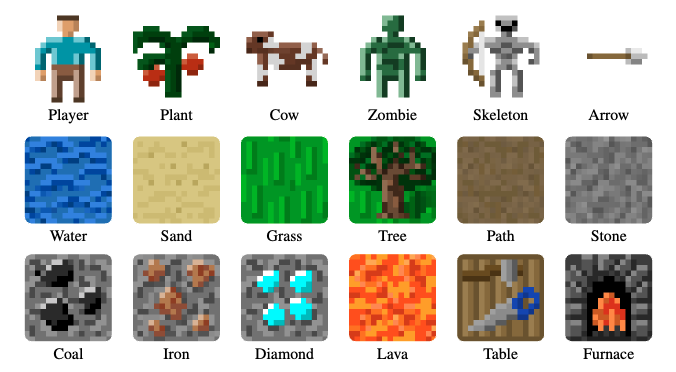 Player Plant Cow Zombie Skeleton Arrow
Water Sand Grass Tree Path Stone
Coal Iron Diamond Lava Table Furnace